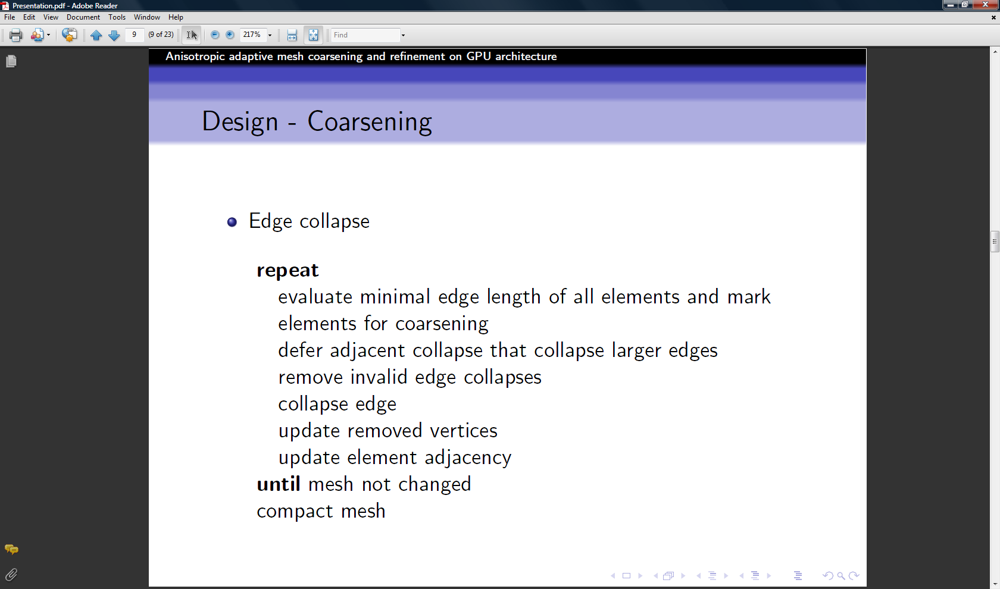 Presentation.pdf - Adobe Reader
File Edit View Document Tools Window Help
9 (9 of 23) 217% Find
Anisotropic adaptive mesh coarsening and refinement on GPU architecture
Design - Coarsening
Edge collapse
repeat
evaluate minimal edge length of all elements and mark
elements for coarsening
defer adjacent collapse that collapse larger edges
remove invalid edge collapses
collapse edge
update removed vertices
update element adjacency
until mesh not changed
compact mesh